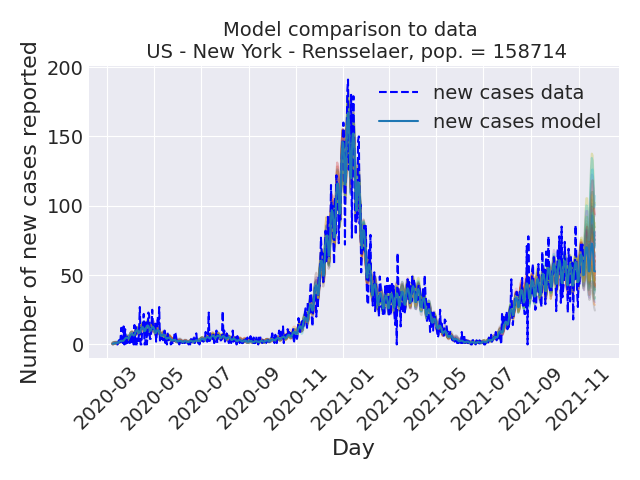 Model comparison to data
US - New York - Rensselaer, pop. = 158714
Number of new cases reported
200
150
100
50
0
new cases data
new cases model
2020-03
2020-05
2020-07
2020-09
2020-11
2021-01
2021-03
2021-05
2021-07
2021-09
2021-11
Day